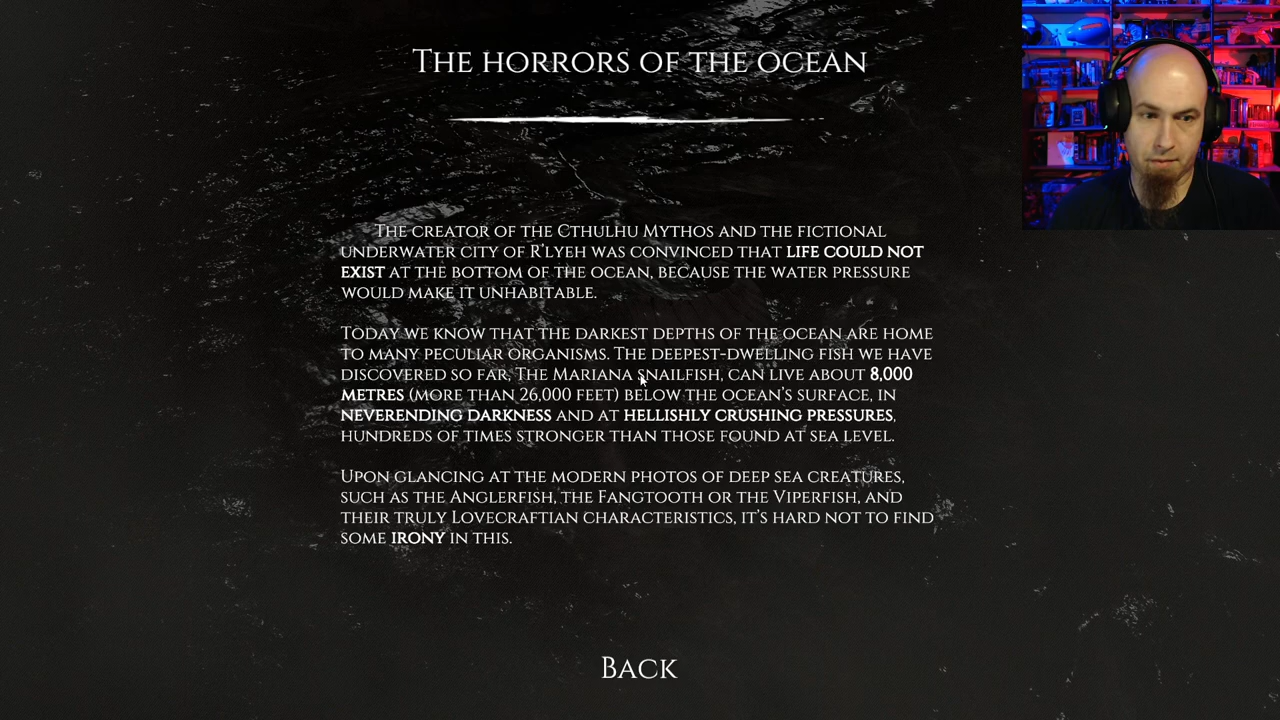 The horrors of the ocean
The creator of the Cthulhu Mythos and the fictional
underwater city of R'lyeh was convinced that life could not
exist at the bottom of the ocean, because the water pressure
would make it unhabitable.
Today we know that the darkest depths of the ocean are home
to many peculiar organisms. The deepest-dwelling fish we have
discovered so far, The Mariana snailfish, can live about 8,000
metres (more than 26,000 feet) below the ocean's surface, in
neverending darkness and at hellishly crushing pressures,
hundreds of times stronger than those found at sea level.
Upon glancing at the modern photos of deep sea creatures,
such as the Anglerfish, the Fangtooth or the Viperfish, and
their truly Lovecraftian characteristics, it's hard not to find
some irony in this.
Back